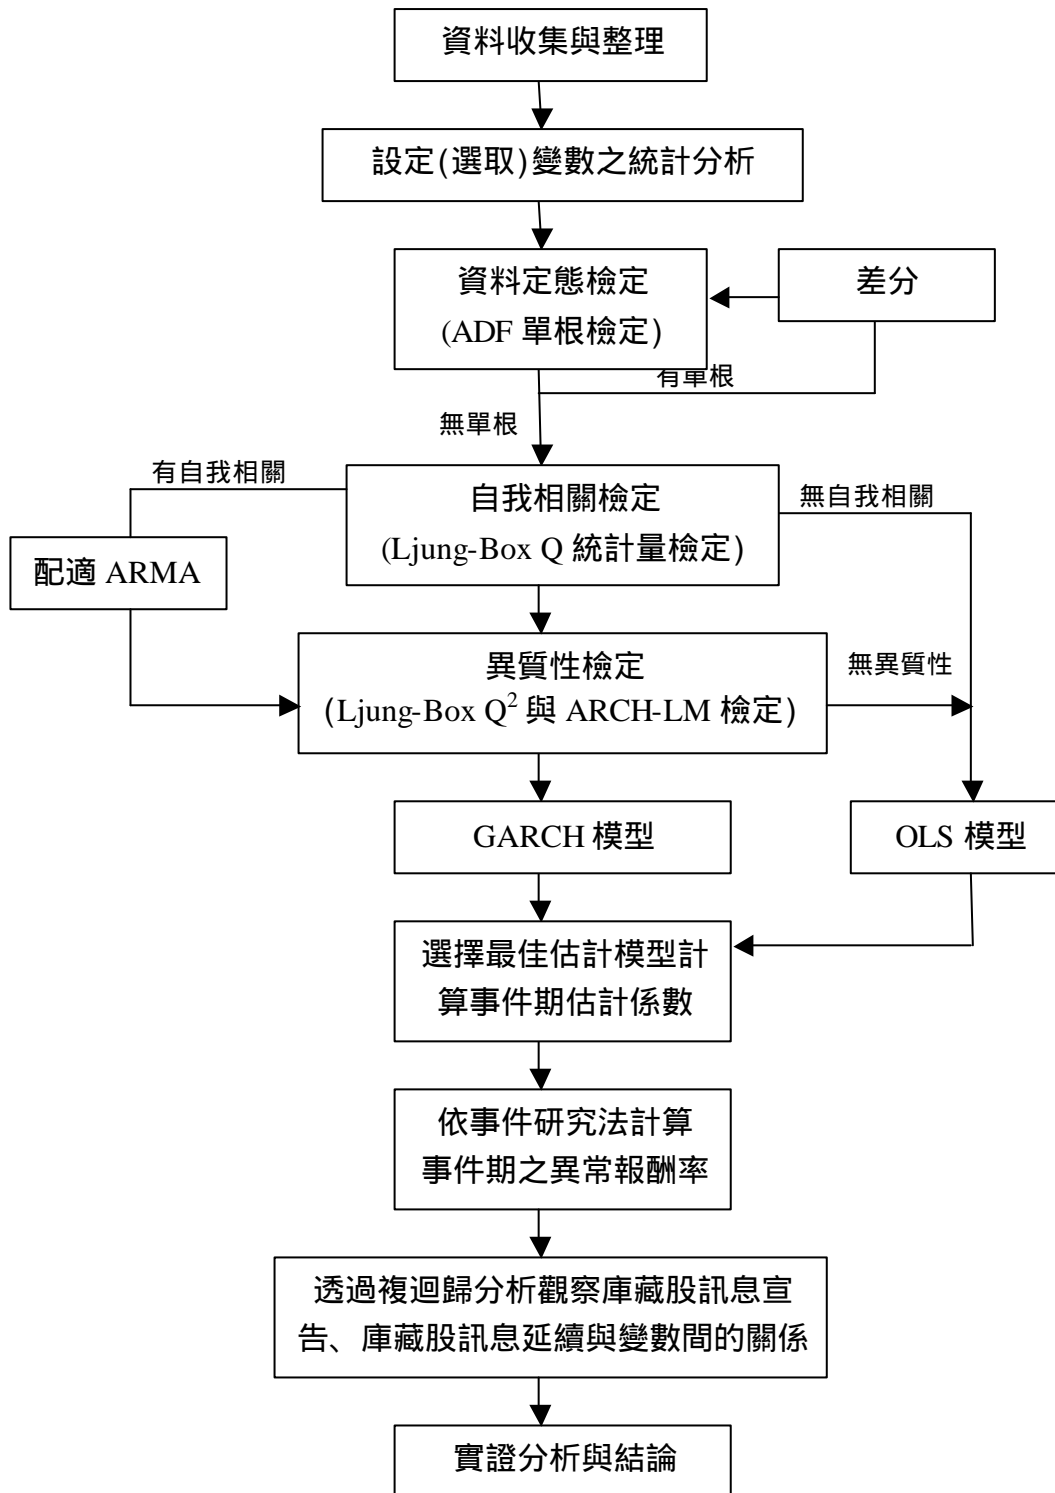 資料收集與整理
設定(選取)變數之統計分析
資料定態檢定
(ADF 單根檢定)
差分
有單根
無單根
有自我相關
自我相關檢定
(Ljung-Box Q 統計量檢定)
無自我相關
配適 ARMA
異質性檢定
(Ljung-Box Q² 與 ARCH-LM 檢定)
無異質性
GARCH 模型
OLS 模型
選擇最佳估計模型計
算事件期估計係數
依事件研究法計算
事件期之異常報酬率
透過複迴歸分析觀察庫藏股訊息宣
告、庫藏股訊息延續與變數間的關係
實證分析與結論